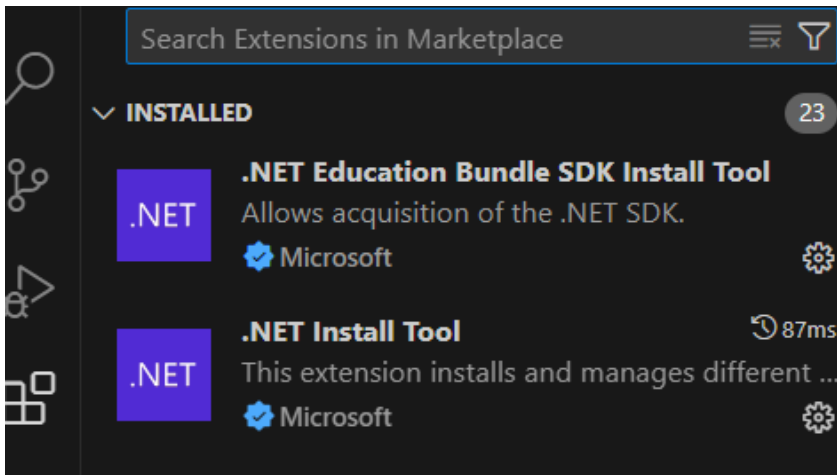 Search Extensions in Marketplace
INSTALLED
23
.NET Education Bundle SDK Install Tool
.NET
Allows acquisition of the .NET SDK.
Microsoft
.NET Install Tool
87ms
.NET
This extension installs and manages different ...
Microsoft